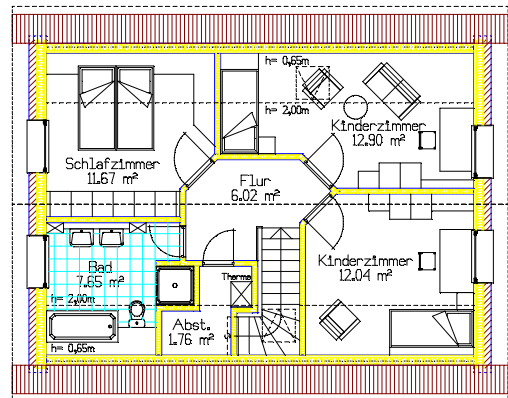 h= 0,65m
h= 2,00m
Kinderzimmer
12.90 m²
Schlafzimmer
11.67 m²
Flur
6.02 m²
Bad
7.65 m²
h= 2,00m
h= 0,65m
Therme
Abst.
1.76 m²
Kinderzimmer
12.04 m²